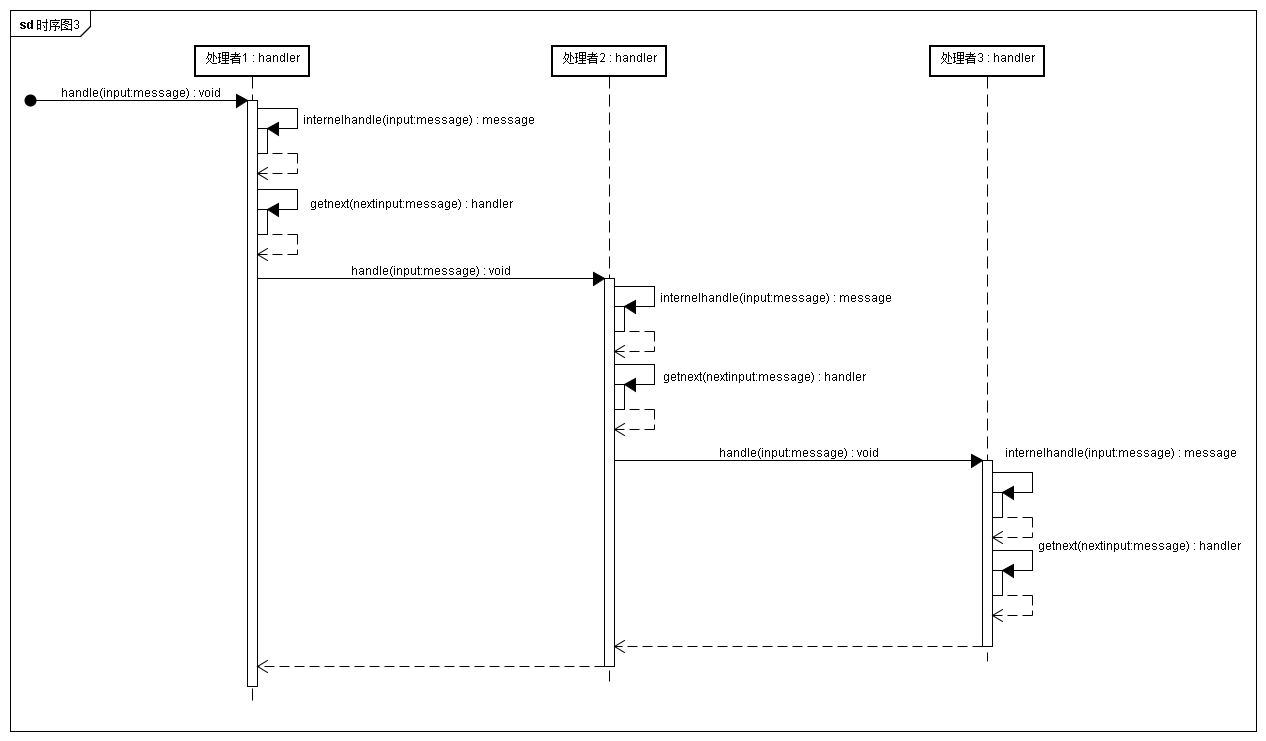 sd 时序图3
处理者1 : handler
处理者2 : handler
处理者3 : handler
handle(input:message) : void
internelhandle(input:message) : message
getnext(nextinput:message) : handler
handle(input:message) : void
internelhandle(input:message) : message
getnext(nextinput:message) : handler
handle(input:message) : void
internelhandle(input:message) : message
getnext(nextinput:message) : handler